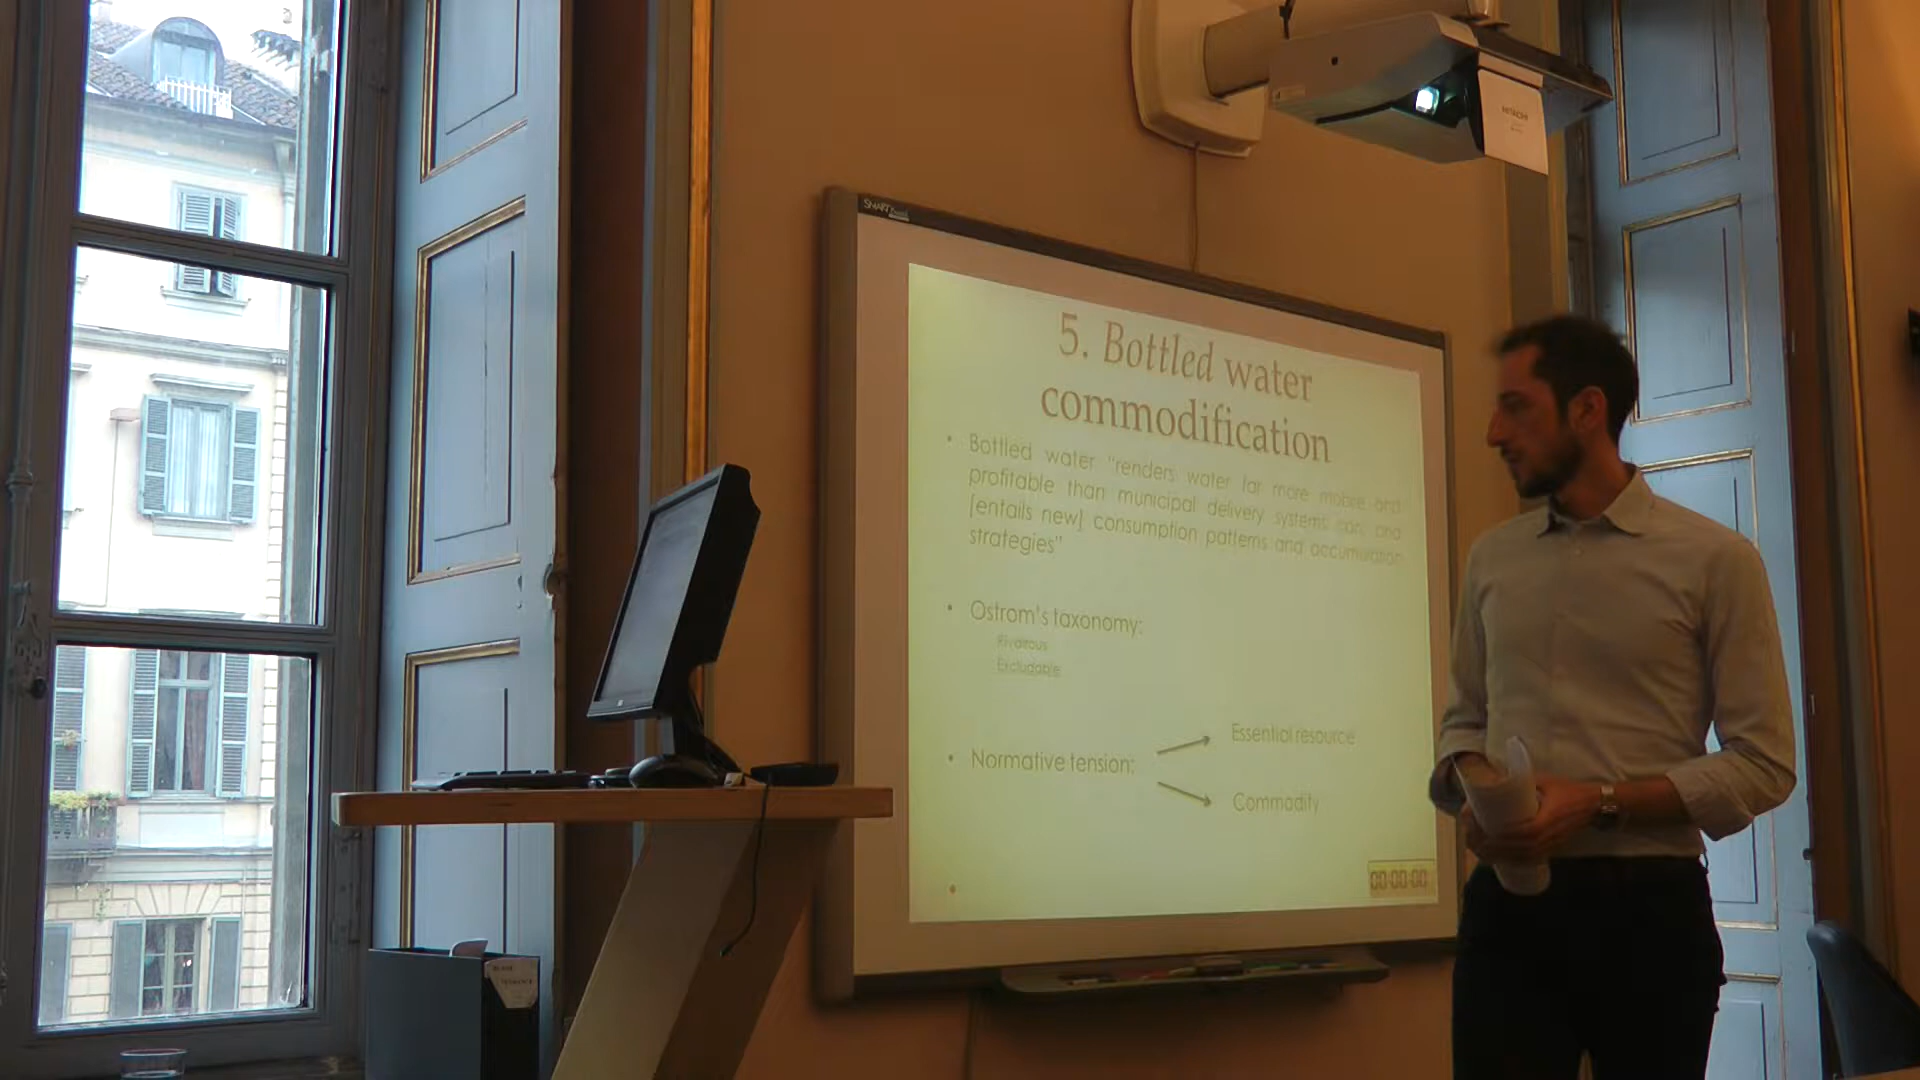 HITACHI
SMART
5. Bottled water
commodification
• Bottled water "renders water far more mobile and
profitable than municipal delivery systems can, and
[entails new] consumption patterns and accumulation
strategies"
• Ostrom's taxonomy:
Rivalrous
Excludable
Essential resource
• Normative tension:
Commodity
00:00:00